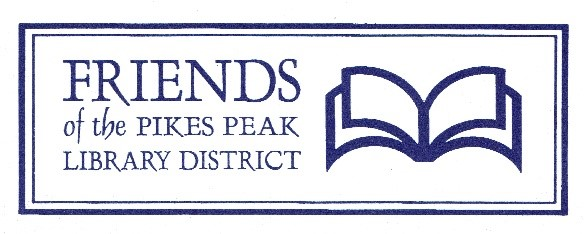 FRIENDS
of the PIKES PEAK
LIBRARY DISTRICT